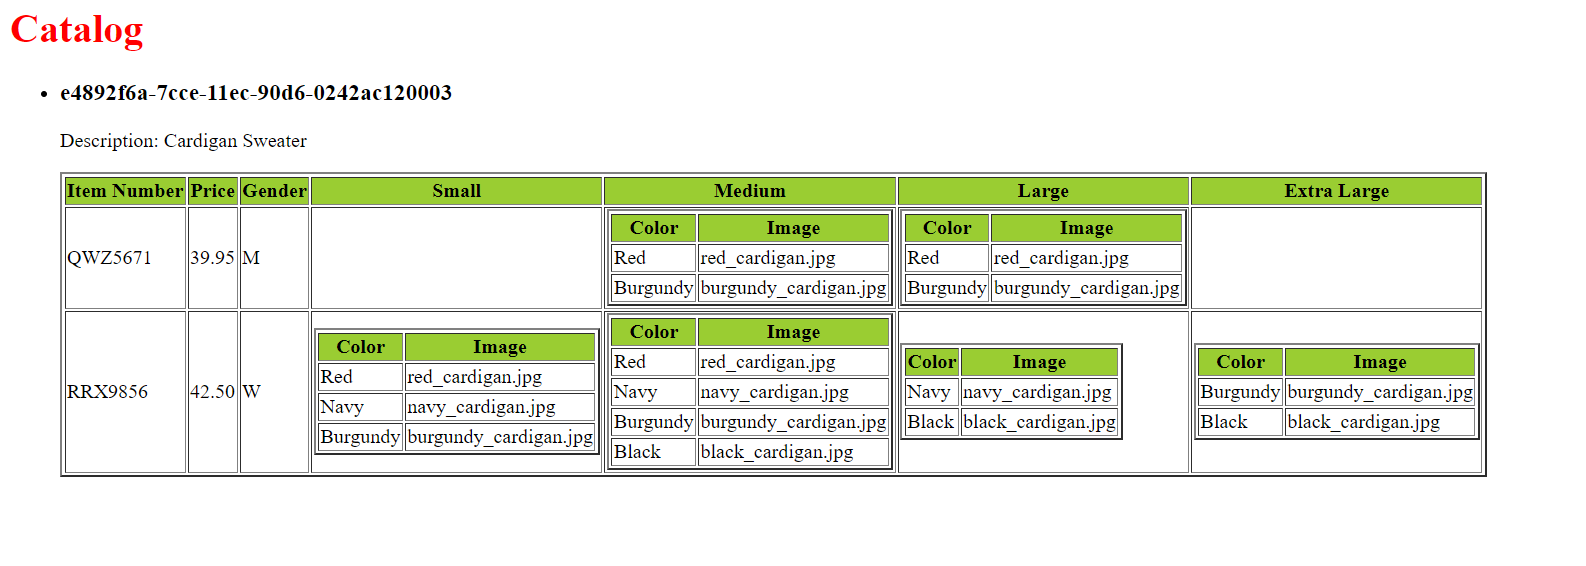 Catalog
e4892f6a-7cce-11ec-90d6-0242ac120003
Description: Cardigan Sweater
Item Number Price Gender Small Medium Large Extra Large
QWZ5671 39.95 M
Color Image
Red red_cardigan.jpg
Burgundy burgundy_cardigan.jpg
Color Image
Red red_cardigan.jpg
Burgundy burgundy_cardigan.jpg
RRX9856 42.50 W
Color Image
Red red_cardigan.jpg
Navy navy_cardigan.jpg
Burgundy burgundy_cardigan.jpg
Color Image
Red red_cardigan.jpg
Navy navy_cardigan.jpg
Burgundy burgundy_cardigan.jpg
Black black_cardigan.jpg
Color Image
Navy navy_cardigan.jpg
Black black_cardigan.jpg
Color Image
Burgundy burgundy_cardigan.jpg
Black black_cardigan.jpg